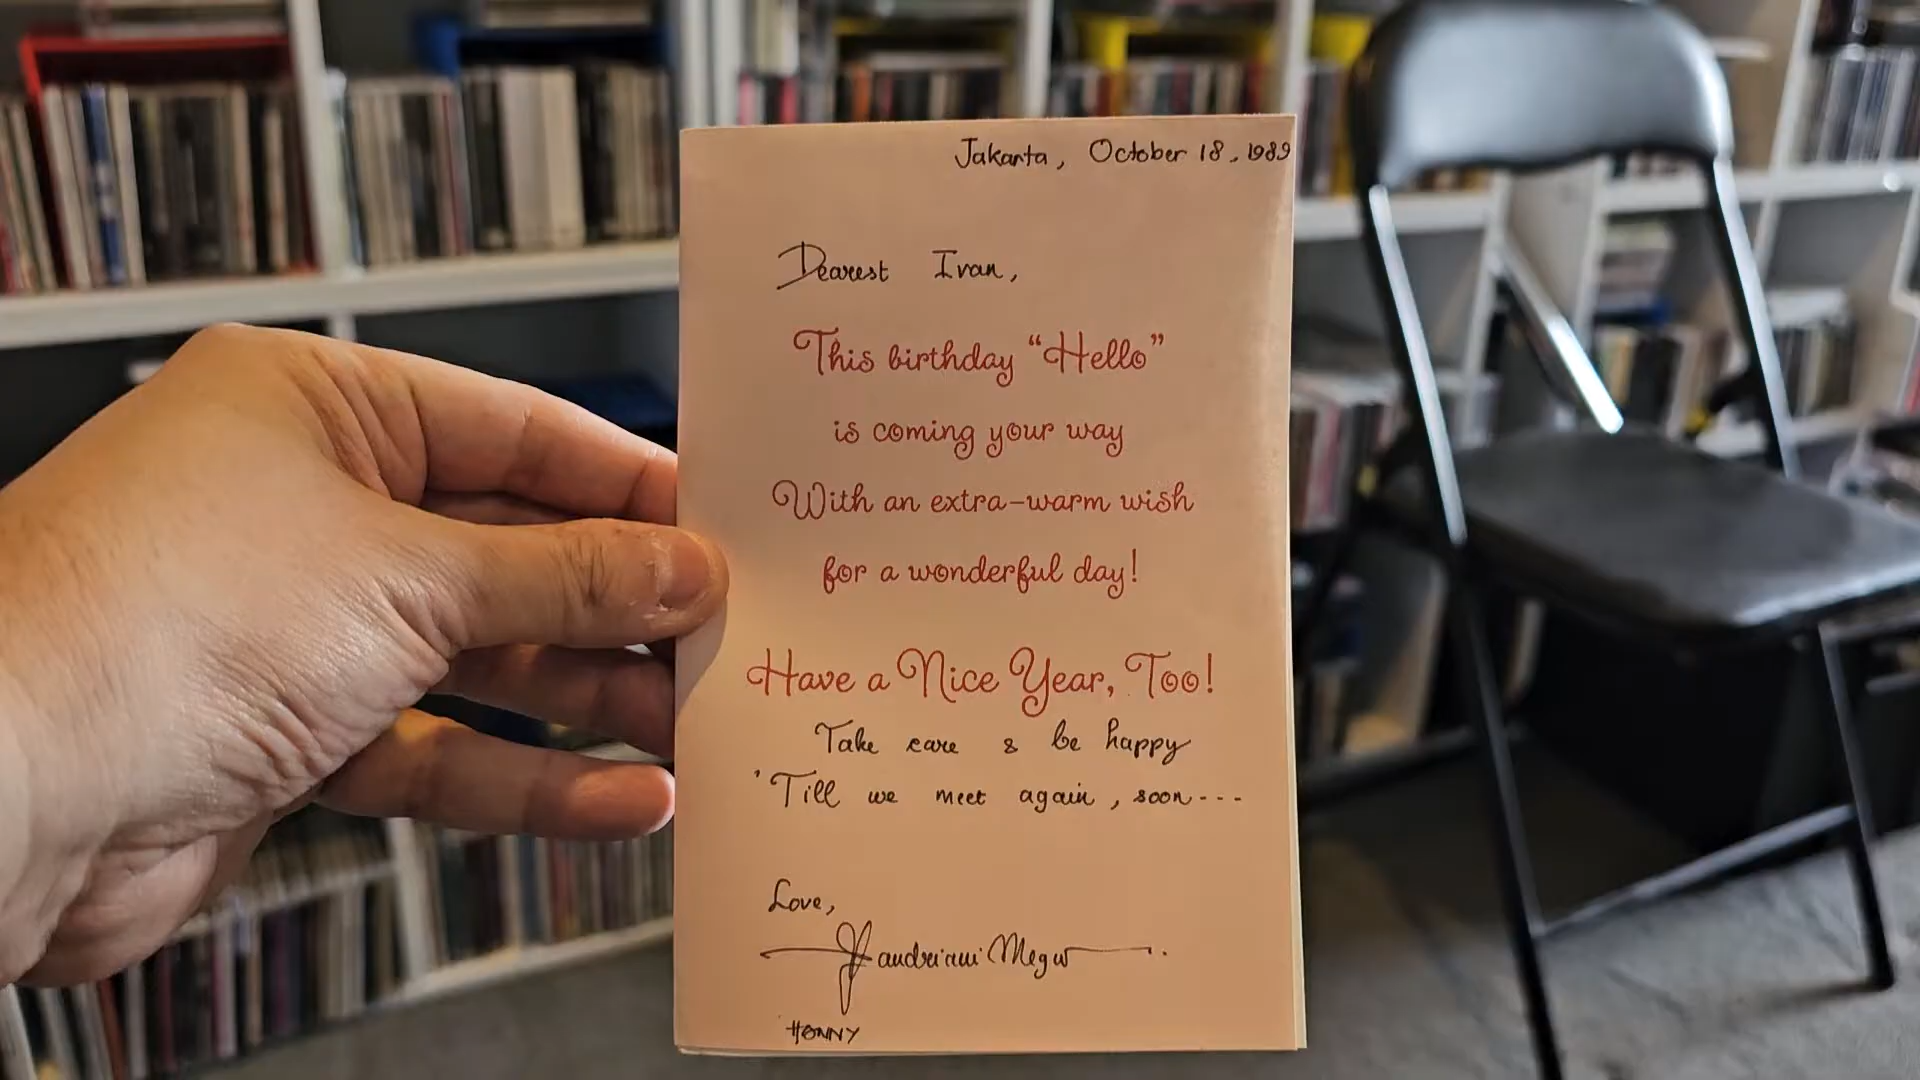 Jakarta, October 18, 1989
Dearest Ivan,
This birthday “Hello”
is coming your way
With an extra-warm wish
for a wonderful day!
Have a Nice Year, Too!
Take care & be happy
'Till we meet again, soon---
Love,
HONNY